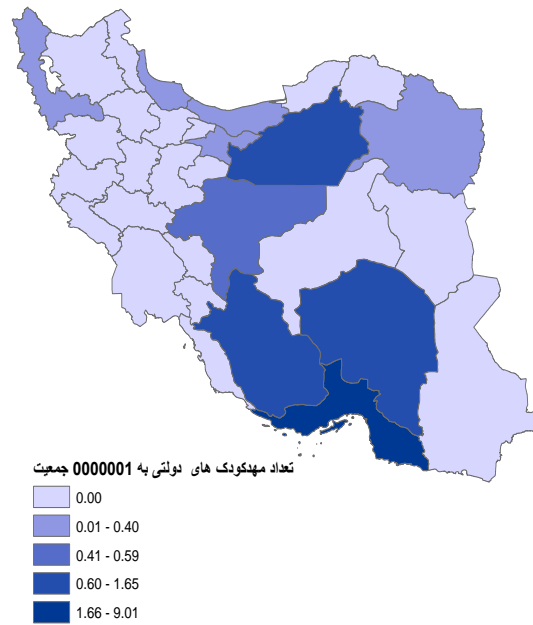 تعداد مهدکودک های دولتی به 0000001 جمعیت
0.00
0.01 - 0.40
0.41 - 0.59
0.60 - 1.65
1.66 - 9.01